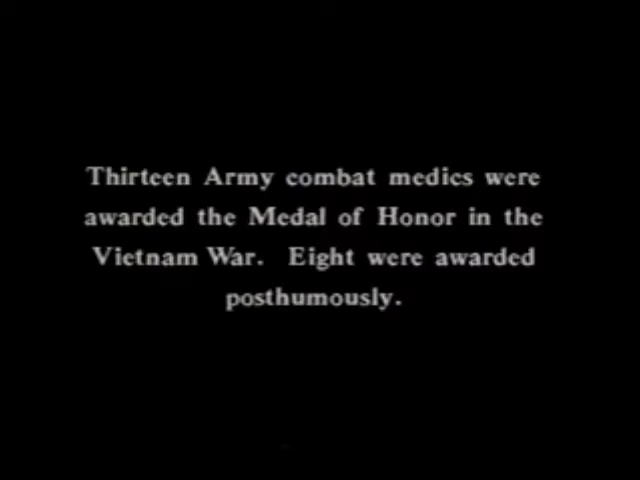 Thirteen Army combat medics were
awarded the Medal of Honor in the
Vietnam War. Eight were awarded
posthumously.